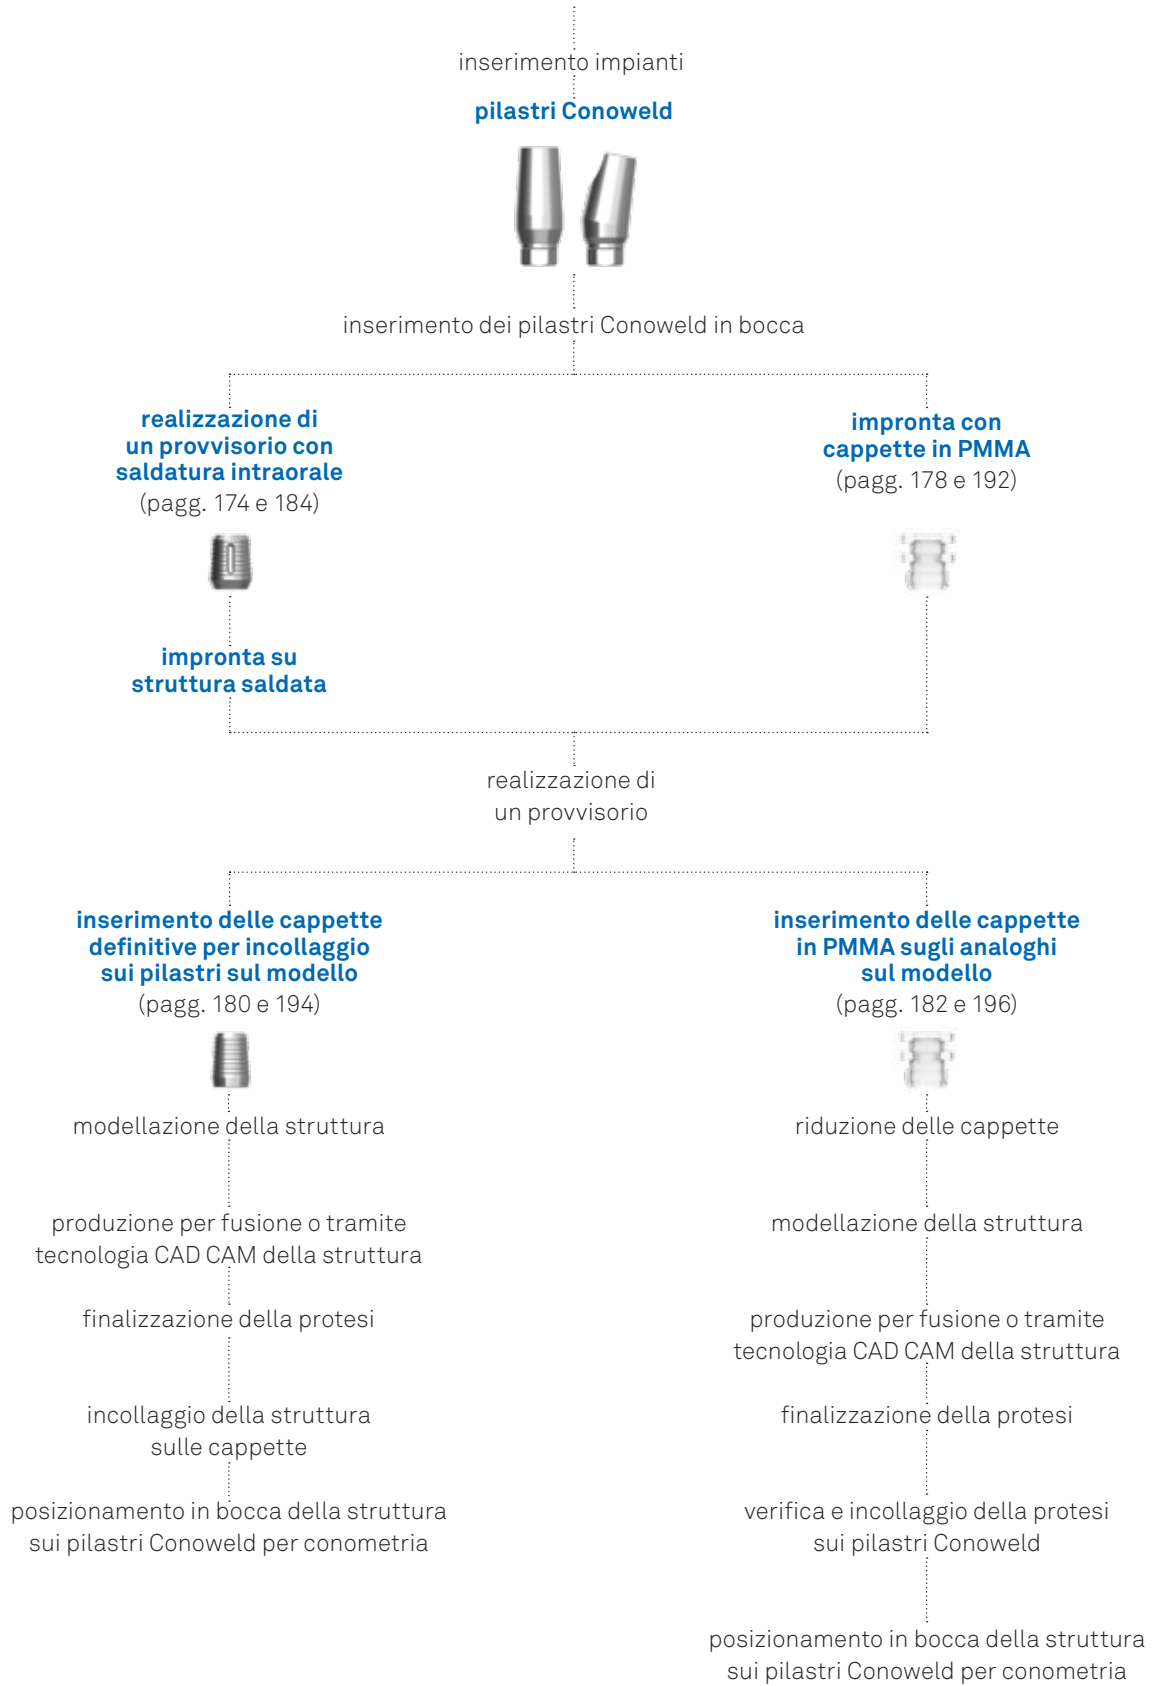 inserimento impianti
pilastri Conoweld
inserimento dei pilastri Conoweld in bocca
realizzazione di
un provvisorio con
saldatura intraorale
(pagg. 174 e 184)
impronta con
cappette in PMMA
(pagg. 178 e 192)
impronta su
struttura saldata
realizzazione di
un provvisorio
inserimento delle cappette
definitive per incollaggio
sui pilastri sul modello
(pagg. 180 e 194)
modellazione della struttura
produzione per fusione o tramite
tecnologia CAD CAM della struttura
finalizzazione della protesi
incollaggio della struttura
sulle cappette
posizionamento in bocca della struttura
sui pilastri Conoweld per conometria
inserimento delle cappette
in PMMA sugli analoghi
sul modello
(pagg. 182 e 196)
riduzione delle cappette
modellazione della struttura
produzione per fusione o tramite
tecnologia CAD CAM della struttura
finalizzazione della protesi
verifica e incollaggio della protesi
sui pilastri Conoweld
posizionamento in bocca della struttura
sui pilastri Conoweld per conometria